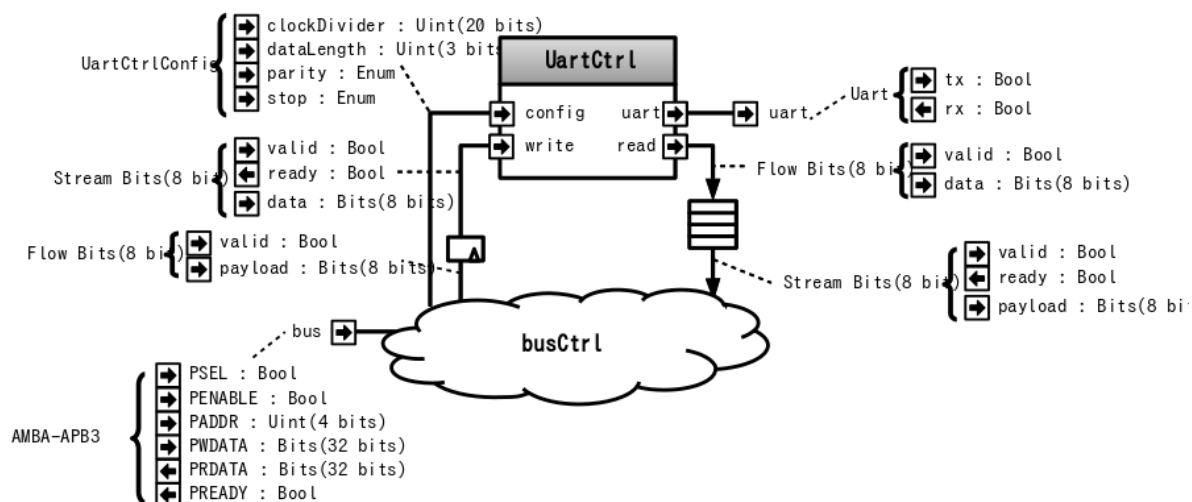 clockDivider : Uint(20 bits)
dataLength : Uint(3 bits
UartCtrlConfig
parity : Enum
stop : Enum
UartCtrl
config
uart
write
read
uart
Uart
tx : Bool
rx : Bool
valid : Bool
Stream Bits(8 bit)
ready : Bool
data : Bits(8 bits)
Flow Bits(8 bit)
valid : Bool
data : Bits(8 bits)
Flow Bits(8 bit)
valid : Bool
payload : Bits(8 bits)
Stream Bits(8 bit)
valid : Bool
ready : Bool
payload : Bits(8 bit
bus
busCtrl
AMBA-APB3
PSEL : Bool
PENABLE : Bool
PADDR : Uint(4 bits)
PWDATA : Bits(32 bits)
PRDATA : Bits(32 bits)
PREADY : Bool